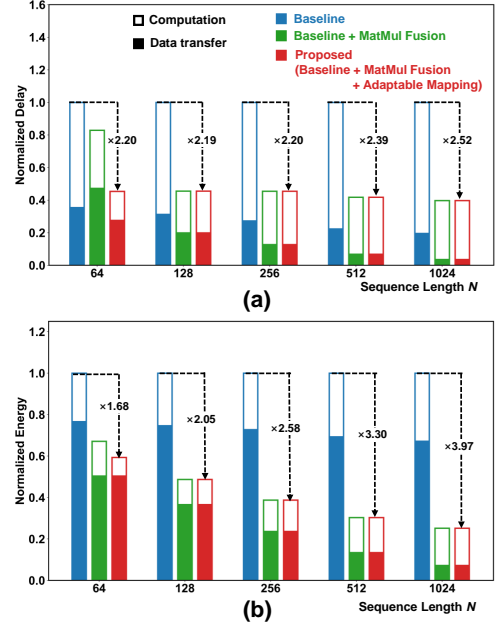 1.6
1.4
1.2
1.0
0.8
0.6
0.4
0.2
0.0
Normalized Delay
Computation
Data transfer
Baseline
Baseline + MatMul Fusion
Proposed
(Baseline + MatMul Fusion
+ Adaptable Mapping)
×2.20
×2.19
×2.20
×2.39
×2.52
64
128
256
512
1024
Sequence Length N
(a)
1.2
1.0
0.8
0.6
0.4
0.2
0.0
Normalized Energy
×1.68
×2.05
×2.58
×3.30
×3.97
64
128
256
512
1024
Sequence Length N
(b)